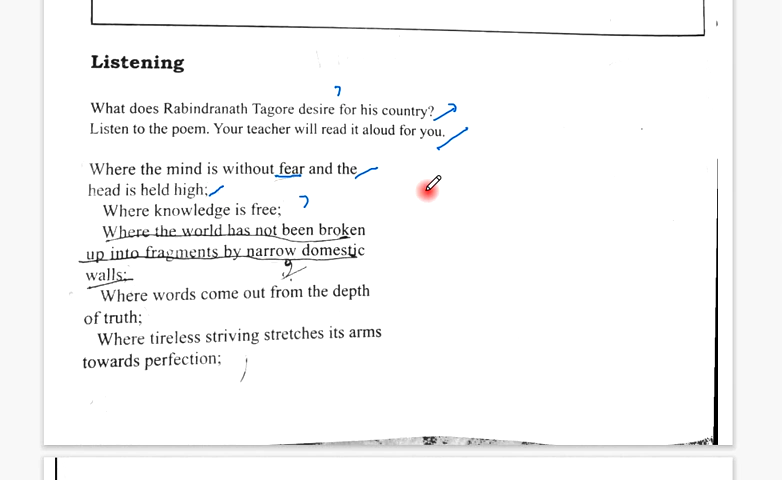 Listening
What does Rabindranath Tagore desire for his country?
Listen to the poem. Your teacher will read it aloud for you.
Where the mind is without fear and the
head is held high;
Where knowledge is free;
Where the world has not been broken
up into fragments by narrow domestic
walls;
Where words come out from the depth
of truth;
Where tireless striving stretches its arms
towards perfection;